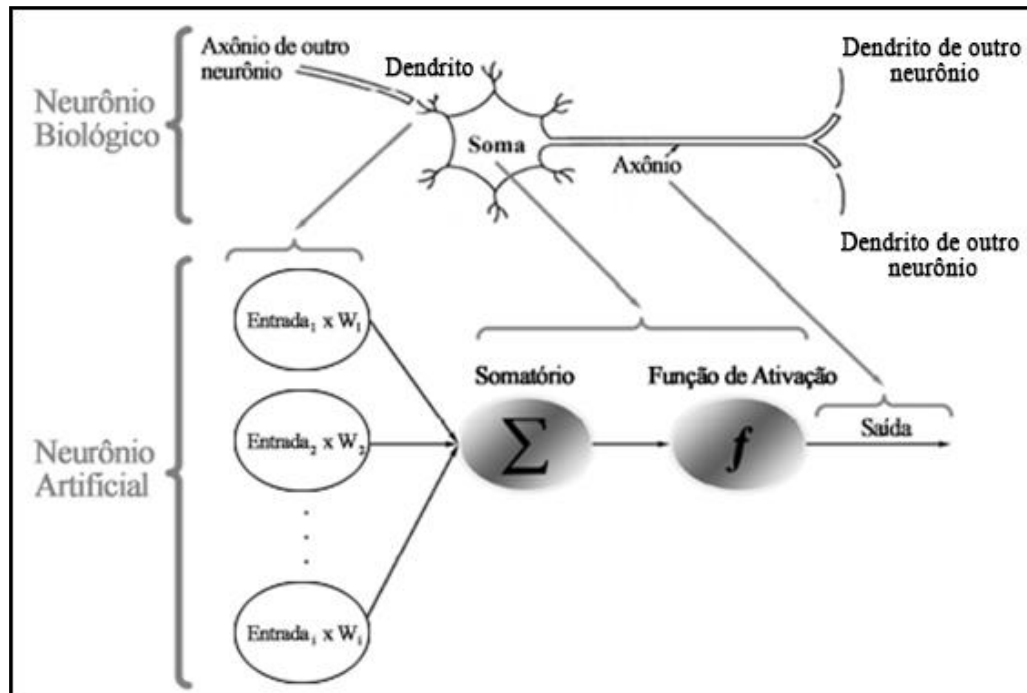 Neurônio
Biológico
Axônio de outro
neurônio
Dendrito
Soma
Axônio
Dendrito de outro
neurônio
Dendrito de outro
neurônio
Neurônio
Artificial
Entrada₁ x W₁
Entrada₂ x W₂
Entradaᵢ x Wᵢ
Somatório
∑
Função de Ativação
f
Saída